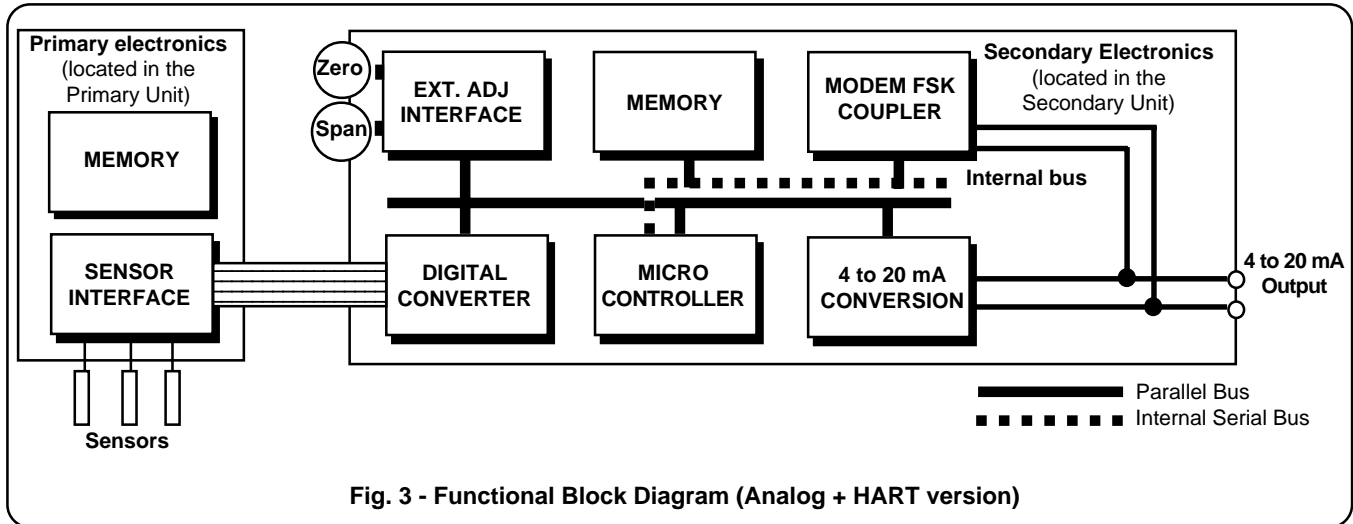 Primary electronics
(located in the
Primary Unit)
MEMORY
SENSOR
INTERFACE
Sensors
Zero
Span
EXT. ADJ
INTERFACE
MEMORY
MODEM FSK
COUPLER
Secondary Electronics
(located in the
Secondary Unit)
Internal bus
DIGITAL
CONVERTER
MICRO
CONTROLLER
4 to 20 mA
CONVERSION
4 to 20 mA
Output
Parallel Bus
Internal Serial Bus
Fig. 3 - Functional Block Diagram (Analog + HART version)